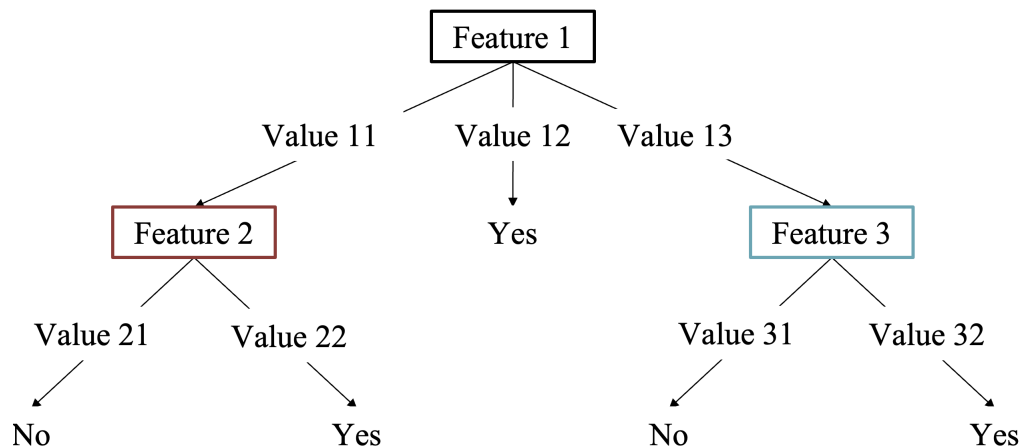 Feature 1
Value 11
Value 12
Value 13
Feature 2
Yes
Feature 3
Value 21
Value 22
Value 31
Value 32
No
Yes
No
Yes